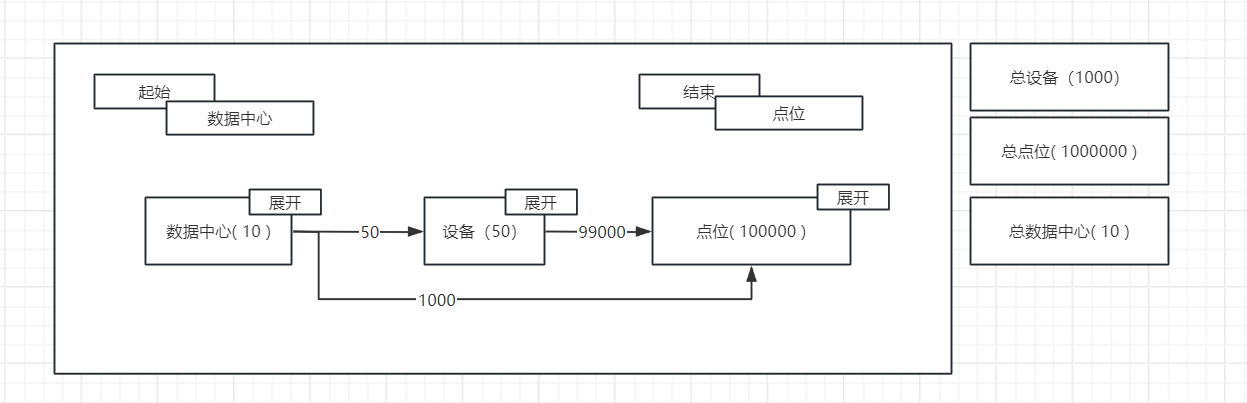 起始
数据中心
结束
点位
总设备（1000）
总点位( 1000000 )
展开
数据中心( 10 )
50
展开
设备（50）
99000
展开
点位( 100000 )
1000
总数据中心( 10 )